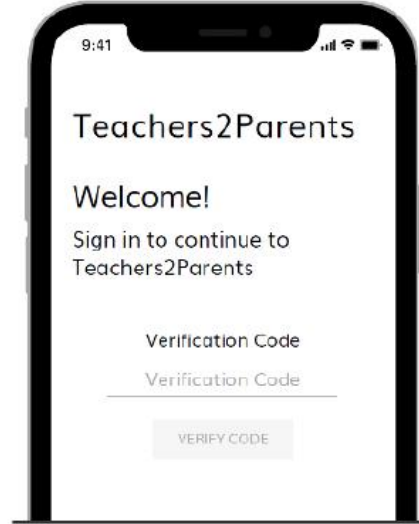 9:41
Teachers2Parents
Welcome!
Sign in to continue to
Teachers2Parents
Verification Code
Verification Code
VERIFY CODE